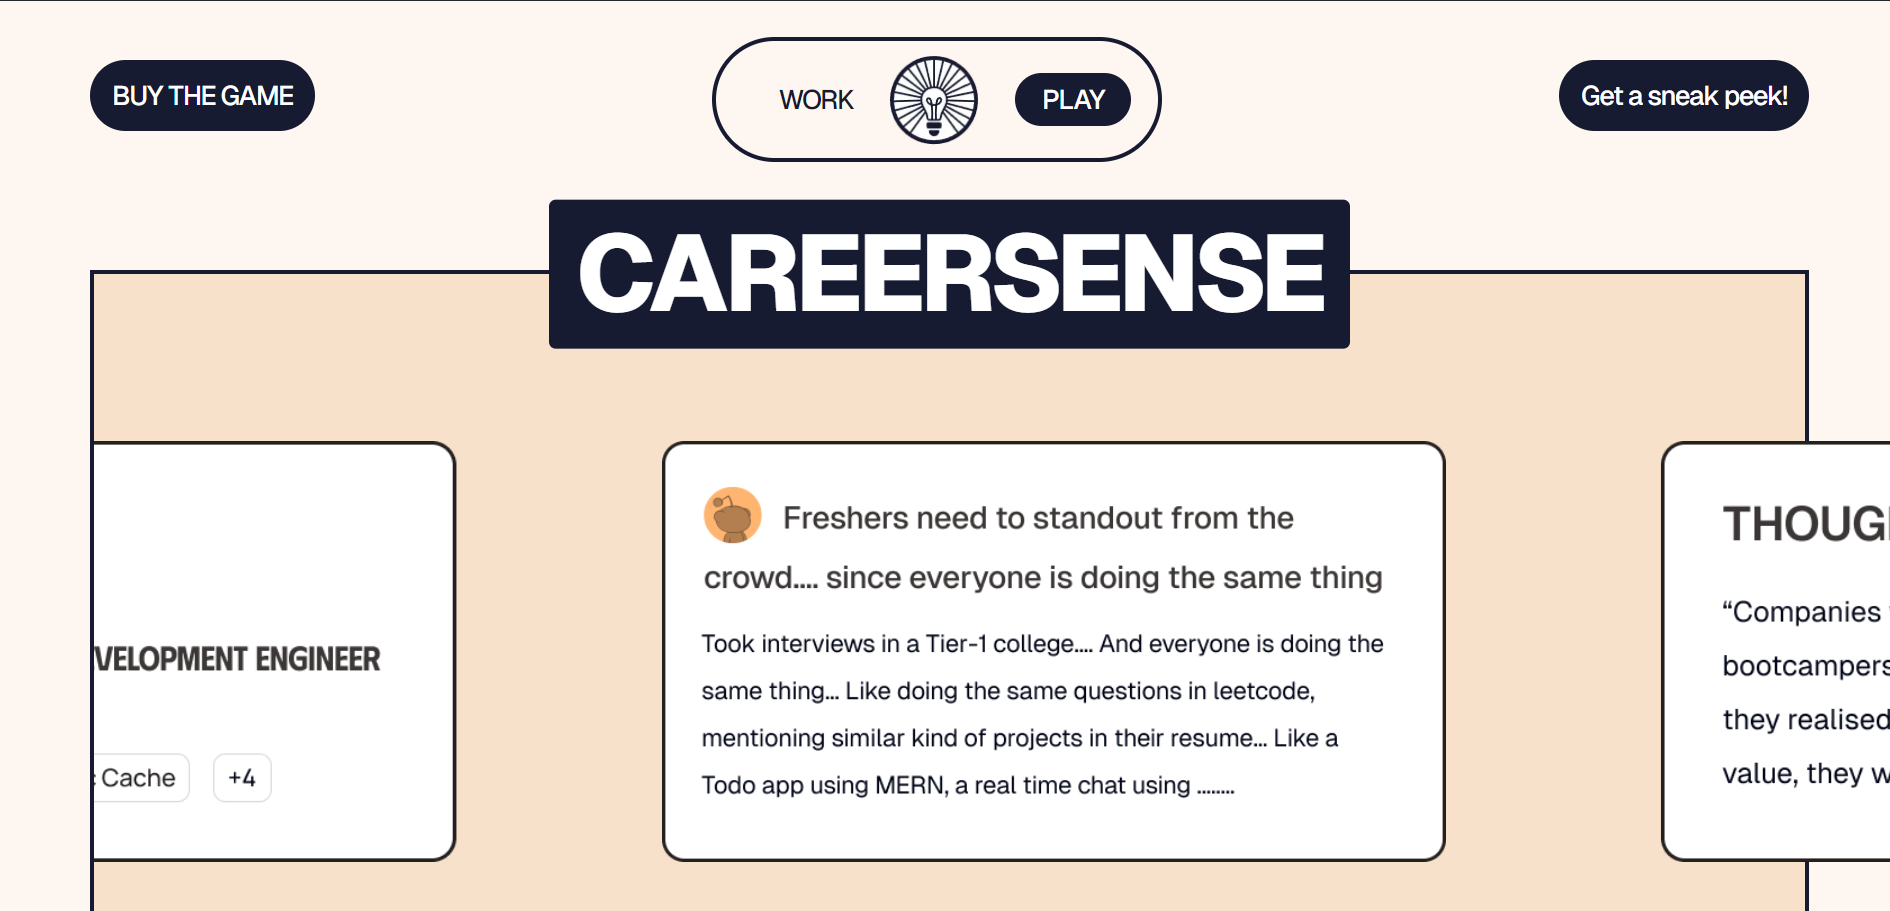 BUY THE GAME
WORK
PLAY
Get a sneak peek!
CAREERSENSE
VELOPMENT ENGINEER
Cache
+4
Freshers need to standout from the
crowd.... since everyone is doing the same thing
Took interviews in a Tier-1 college.... And everyone is doing the
same thing... Like doing the same questions in leetcode,
mentioning similar kind of projects in their resume... Like a
Todo app using MERN, a real time chat using ........
THOUG
“Companies
bootcampers
they realised
value, they w